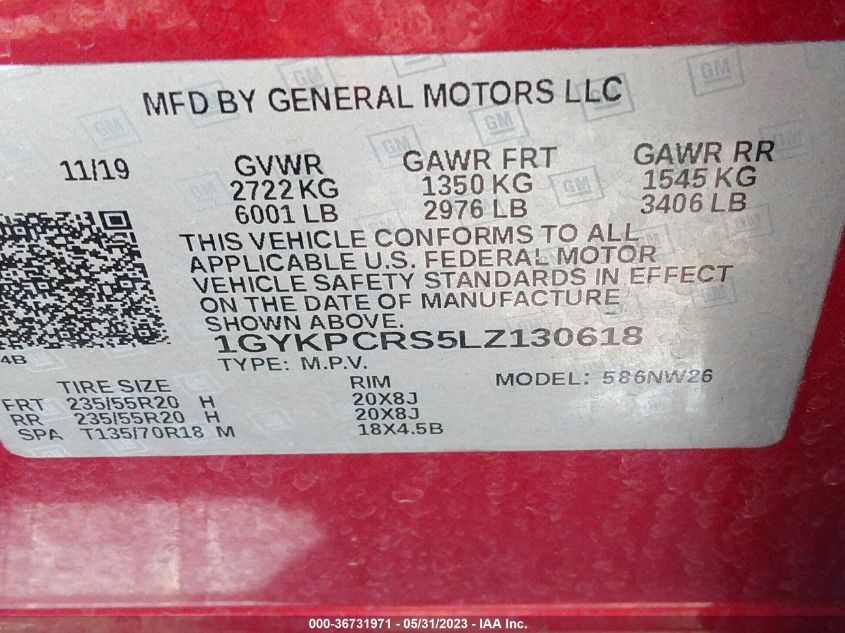 MFD BY GENERAL MOTORS LLC
11/19 GVWR GAWR FRT GAWR RR
2722 KG 1350 KG 1545 KG
6001 LB 2976 LB 3406 LB
THIS VEHICLE CONFORMS TO ALL
APPLICABLE U.S. FEDERAL MOTOR
VEHICLE SAFETY STANDARDS IN EFFECT
ON THE DATE OF MANUFACTURE
SHOWN ABOVE.
1GYKPCRS5LZ130618
4B
TYPE: M.P.V.
TIRE SIZE RIM MODEL: 586NW26
FRT 235/55R20 H 20X8J
RR 235/55R20 H 20X8J
SPA T135/70R18 M 18X4.5B
000-36731971 - 05/31/2023 - IAA Inc.